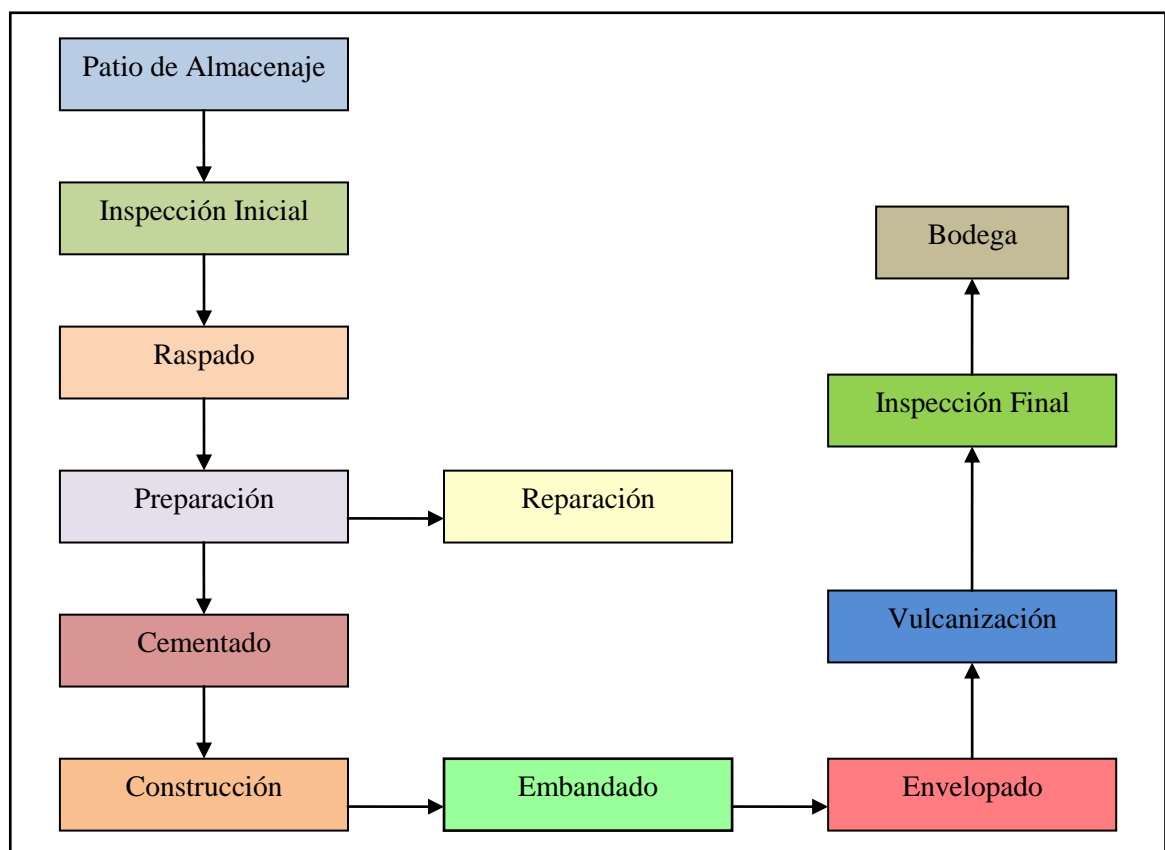 Patio de Almacenaje
Inspección Inicial
Raspado
Preparación
Reparación
Cementado
Construcción
Embandado
Envelopado
Vulcanización
Inspección Final
Bodega